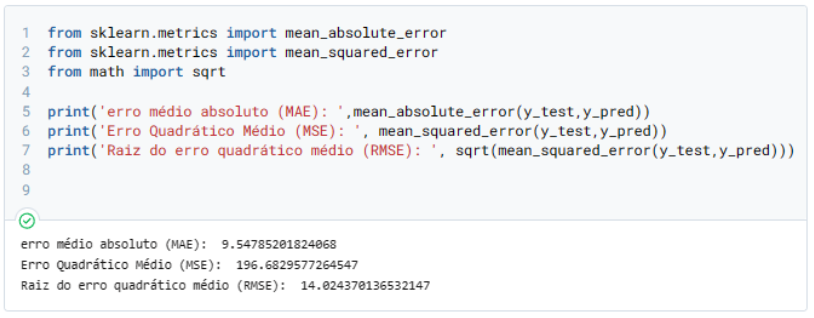 1 from sklearn.metrics import mean_absolute_error
2 from sklearn.metrics import mean_squared_error
3 from math import sqrt
4
5 print('erro médio absoluto (MAE): ',mean_absolute_error(y_test,y_pred))
6 print('Erro Quadrático Médio (MSE): ', mean_squared_error(y_test,y_pred))
7 print('Raiz do erro quadrático médio (RMSE): ', sqrt(mean_squared_error(y_test,y_pred)))
8
9
erro médio absoluto (MAE):  9.54785201824068
Erro Quadrático Médio (MSE):  196.6829577264547
Raiz do erro quadrático médio (RMSE):  14.024370136532147